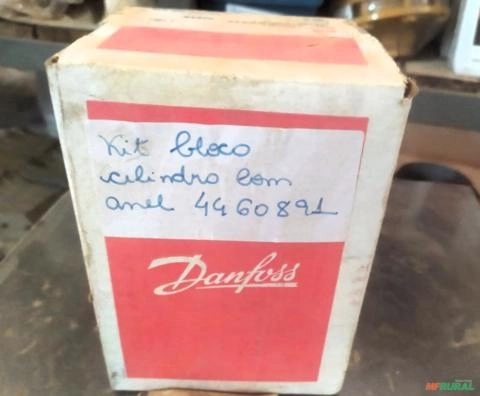 Kit bloco
cilindro com
anel 4460891
Danfoss
MFRURAL